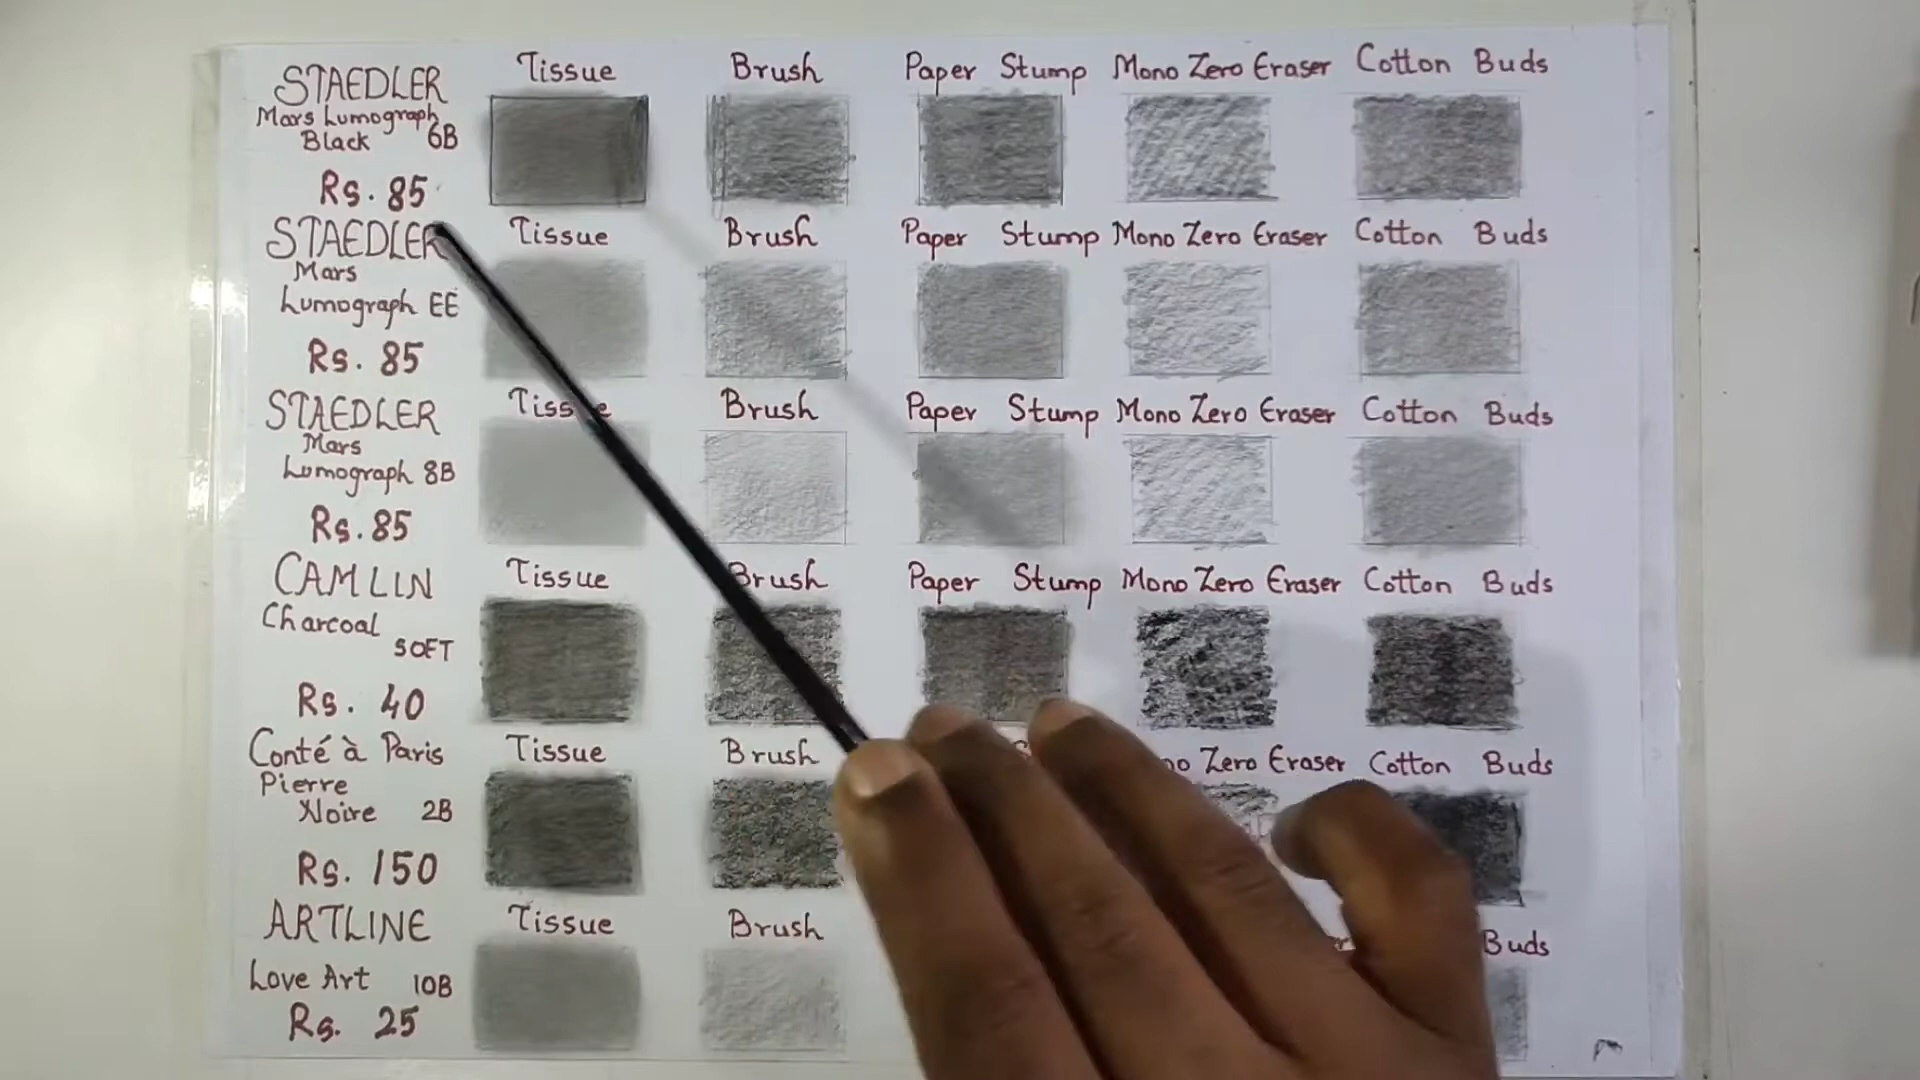 STAEDLER Tissue Brush Paper Stump Mono Zero Eraser Cotton Buds
Mars Lumograph
Black 6B
Rs. 85
STAEDLER Tissue Brush Paper Stump Mono Zero Eraser Cotton Buds
Mars
Lumograph EE
Rs. 85
STAEDLER Tissue Brush Paper Stump Mono Zero Eraser Cotton Buds
Mars
Lumograph 8B
Rs. 85
CAMLIN Tissue Brush Paper Stump Mono Zero Eraser Cotton Buds
Charcoal
SOFT
Rs. 40
Conté à Paris Tissue Brush Zero Eraser Cotton Buds
Pierre
Noire 2B
Rs. 150
ARTLINE Tissue Brush Buds
Love Art 10B
Rs. 25